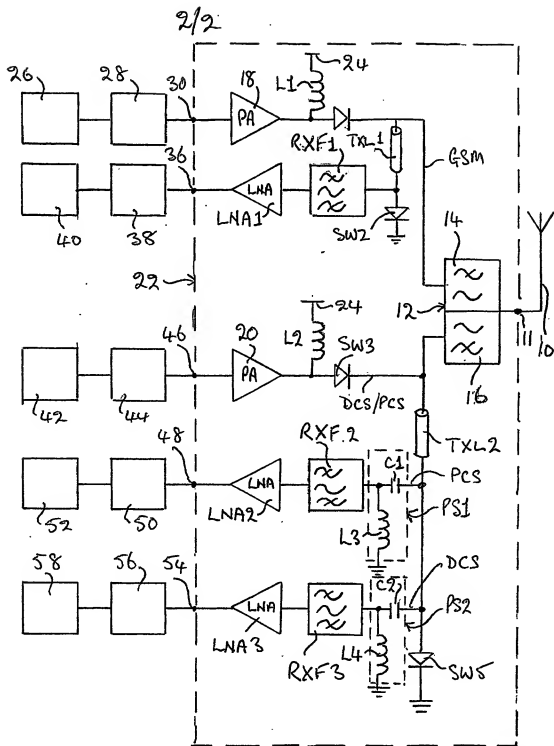 2/2
26
28
30
PA
18
L1
24
TXL1
GSM
36
LNA
LNA1
RXF1
SW2
40
38
14
22
12
11
10
16
46
PA
20
L2
24
SW3
DCS/PCS
42
44
TXL2
48
LNA
LNA2
RXF.2
C1
PCS
PS1
L3
52
50
58
56
54
LNA
LNA3
RXF3
C2
DCS
PS2
L4
SW5